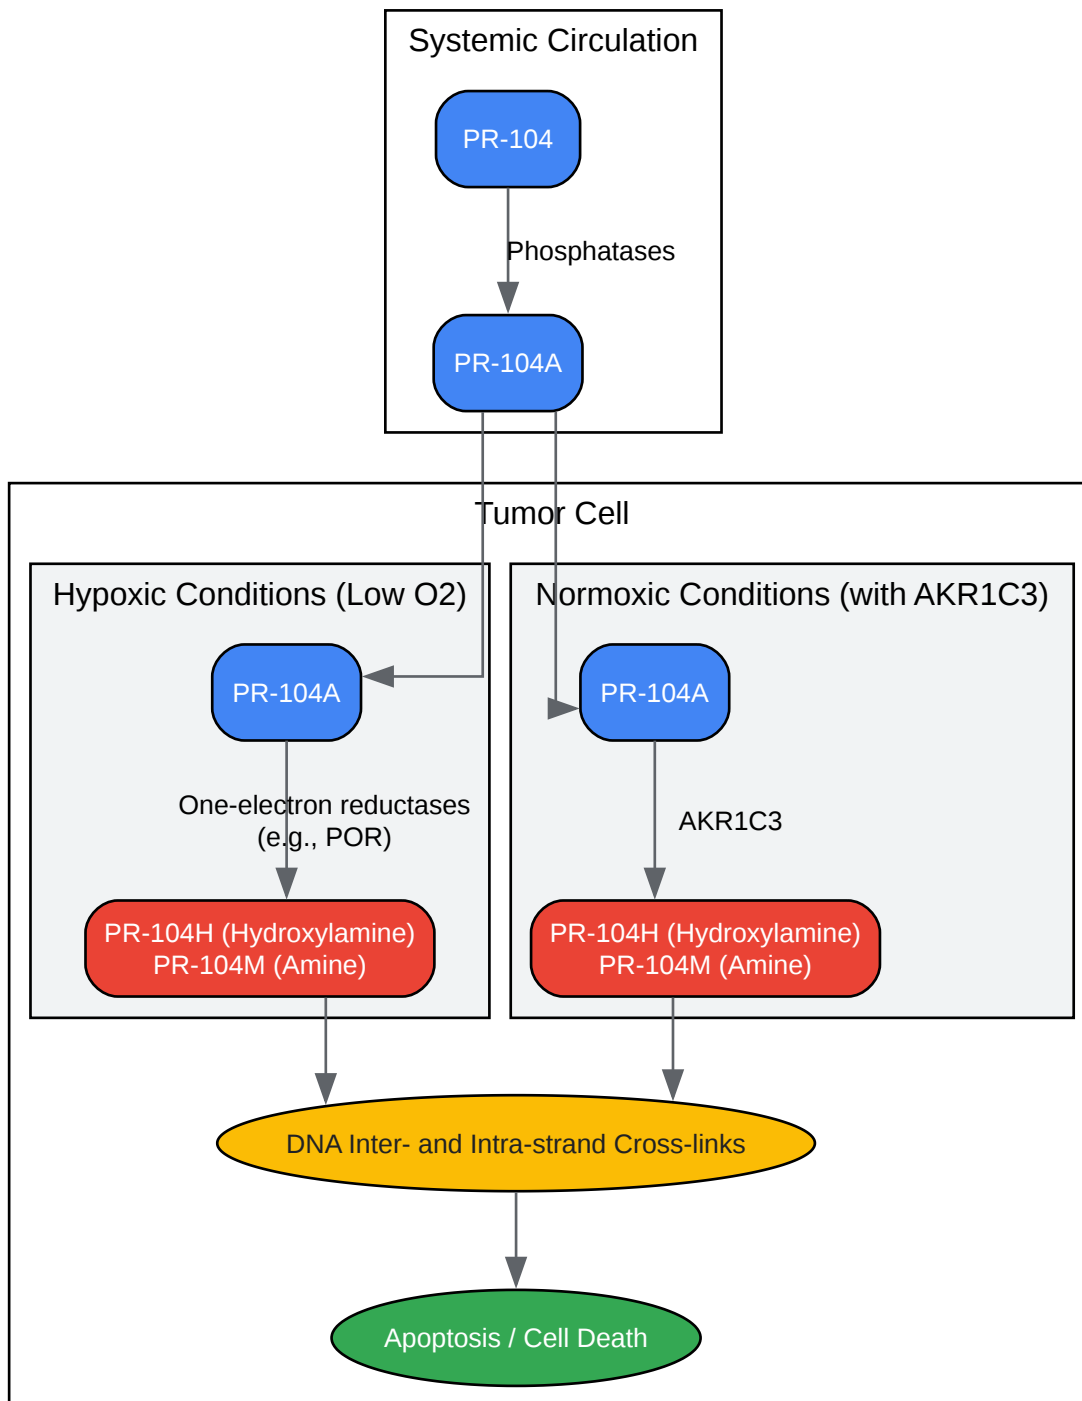 Systemic Circulation
PR-104
Phosphatases
PR-104A
Tumor Cell
Hypoxic Conditions (Low O2)
PR-104A
One-electron reductases
(e.g., POR)
PR-104H (Hydroxylamine)
PR-104M (Amine)
Normoxic Conditions (with AKR1C3)
PR-104A
AKR1C3
PR-104H (Hydroxylamine)
PR-104M (Amine)
DNA Inter- and Intra-strand Cross-links
Apoptosis / Cell Death